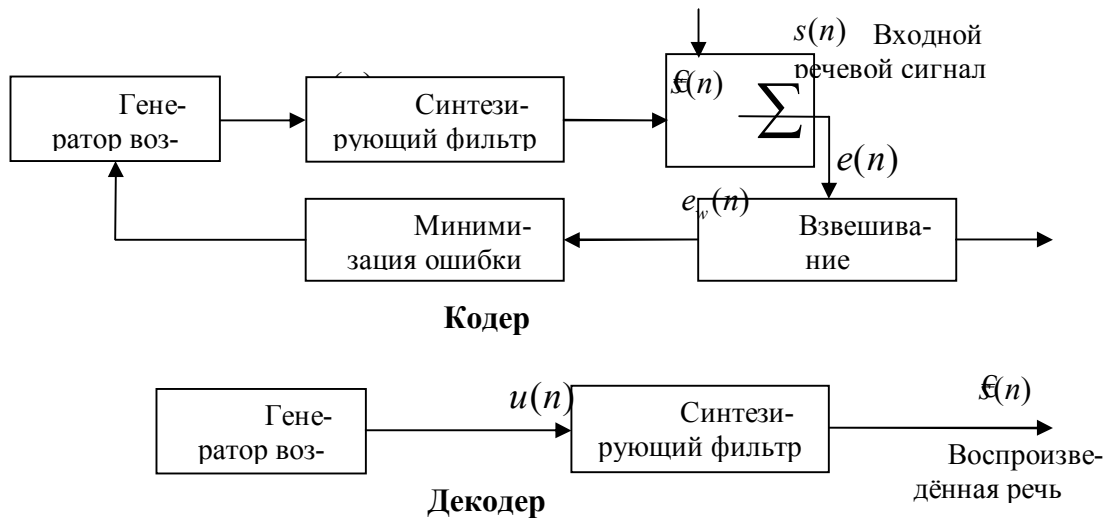 s(n) Входной
речевой сигнал
€s(n)
Гене-
ратор воз-
Синтези-
рующий фильтр
∑
e(n)
e_w(n)
Миними-
зация ошибки
Взвешива-
ние
Кодер
Гене-
ратор воз-
u(n)
Синтези-
рующий фильтр
€s(n)
Воспроизве-
дённая речь
Декодер